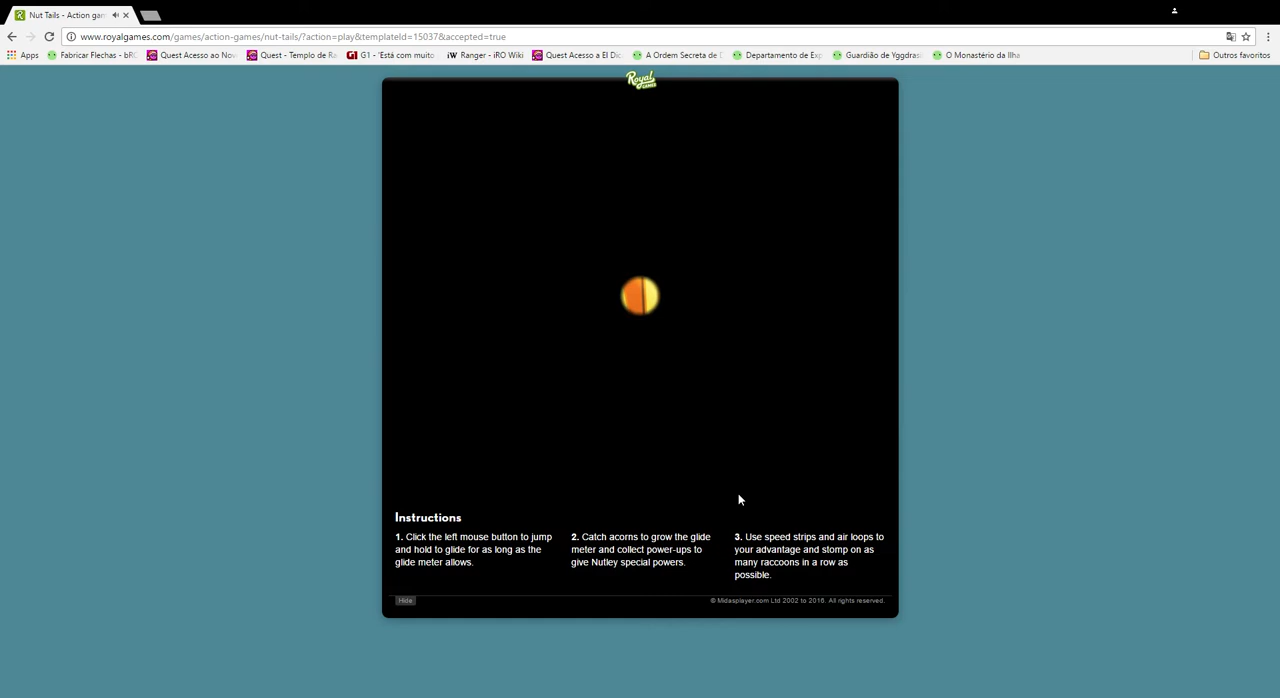 Nut Tails - Action gam
www.royalgames.com/games/action-games/nut-tails/?action=play&templateId=15037&accepted=true
Apps Fabricar Flechas - bRO Quest Acesso ao Nov Quest - Templo de Ra G1 - 'Está com muito iW Ranger - iRO Wiki Quest Acesso a El Dic A Ordem Secreta de D Departamento de Exp Guardião de Yggdras O Monastério da Ilha Outros favoritos
Royal
GAMES
Instructions
1. Click the left mouse button to jump
and hold to glide for as long as the
glide meter allows.
2. Catch acorns to grow the glide
meter and collect power-ups to
give Nutley special powers.
3. Use speed strips and air loops to
your advantage and stomp on as
many raccoons in a row as
possible.
Hide
© Midasplayer.com Ltd 2002 to 2016. All rights reserved.